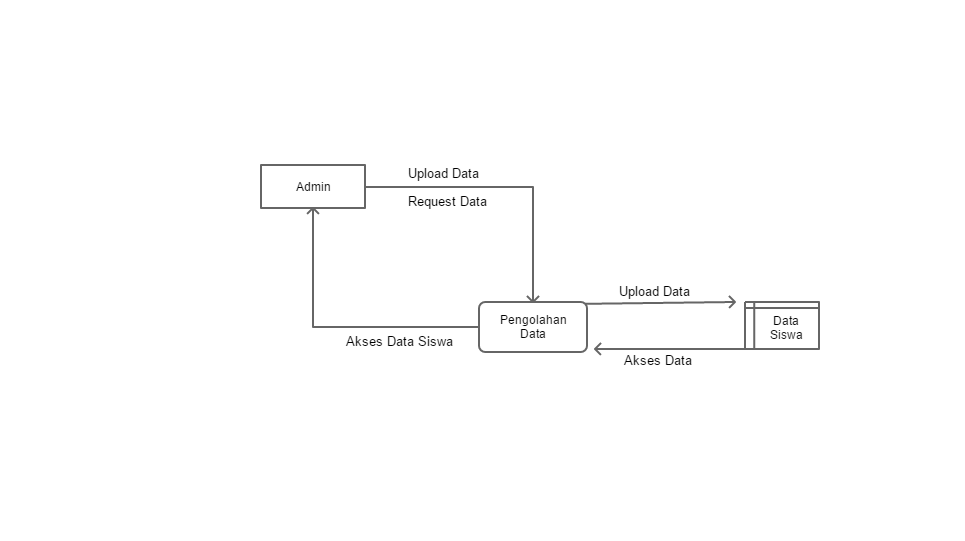 Upload Data
Admin
Request Data
Upload Data
Pengolahan
Data
Data
Siswa
Akses Data Siswa
Akses Data